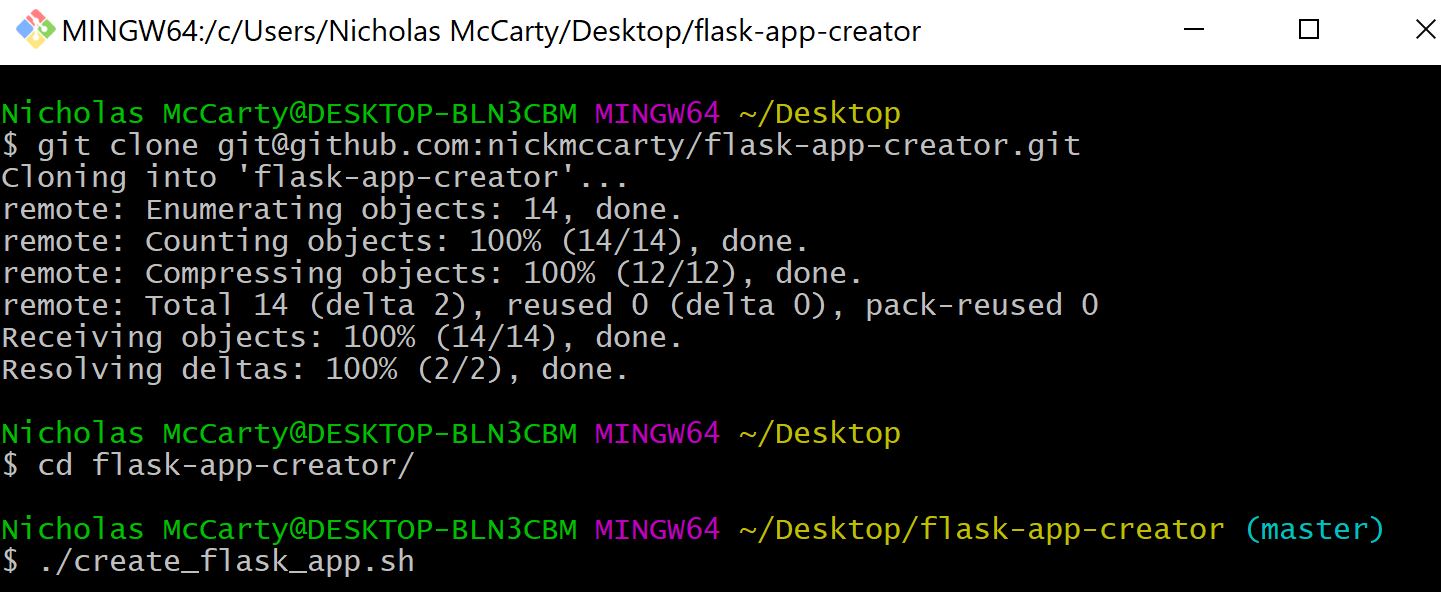 MINGW64:/c/Users/Nicholas McCarty/Desktop/flask-app-creator
Nicholas McCarty@DESKTOP-BLN3CBM MINGW64 ~/Desktop
$ git clone git@github.com:nickmccarty/flask-app-creator.git
Cloning into 'flask-app-creator'...
remote: Enumerating objects: 14, done.
remote: Counting objects: 100% (14/14), done.
remote: Compressing objects: 100% (12/12), done.
remote: Total 14 (delta 2), reused 0 (delta 0), pack-reused 0
Receiving objects: 100% (14/14), done.
Resolving deltas: 100% (2/2), done.
Nicholas McCarty@DESKTOP-BLN3CBM MINGW64 ~/Desktop
$ cd flask-app-creator/
Nicholas McCarty@DESKTOP-BLN3CBM MINGW64 ~/Desktop/flask-app-creator (master)
$ ./create_flask_app.sh